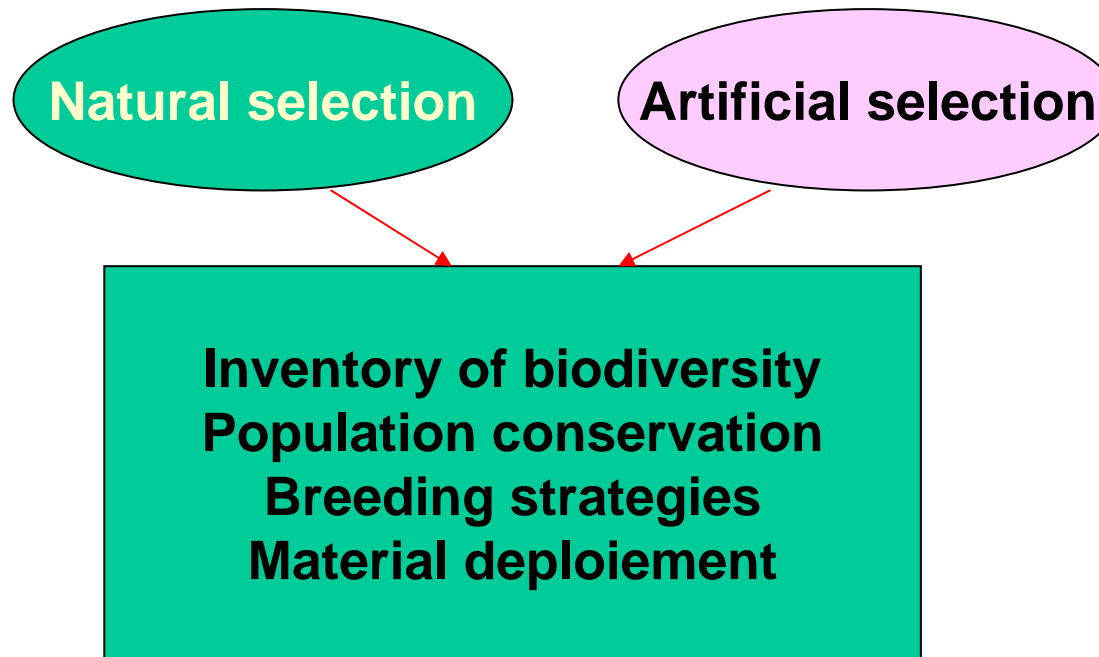 Natural selection
Artificial selection
Inventory of biodiversity
Population conservation
Breeding strategies
Material deploiement